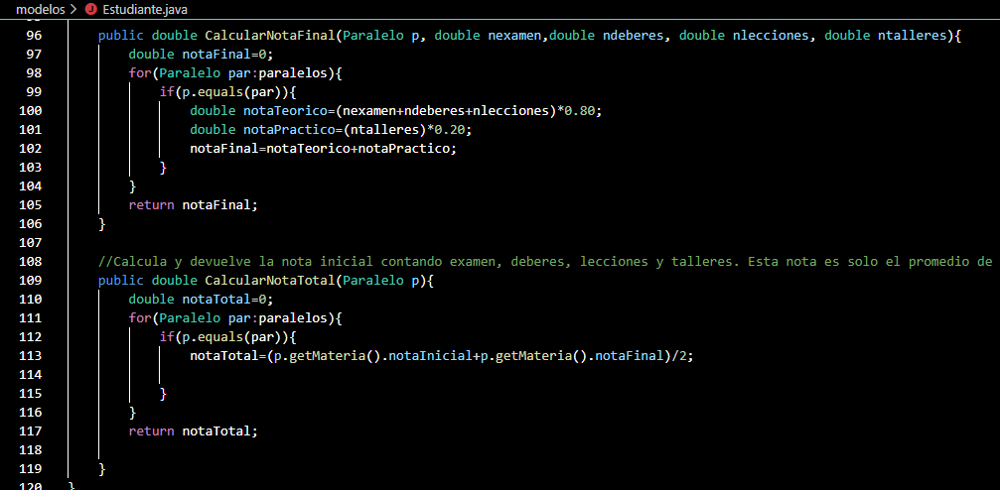 modelos > Estudiante.java
96 public double CalcularNotaFinal(Paralelo p, double nexamen,double ndeberes, double nlecciones, double ntalleres){
97 double notaFinal=0;
98 for(Paralelo par:paralelos){
99 if(p.equals(par)){
100 double notaTeorico=(nexamen+ndeberes+nlecciones)*0.80;
101 double notaPractico=(ntalleres)*0.20;
102 notaFinal=notaTeorico+notaPractico;
103 }
104 }
105 return notaFinal;
106 }
107
108 //Calcula y devuelve la nota inicial contando examen, deberes, lecciones y talleres. Esta nota es solo el promedio de
109 public double CalcularNotaTotal(Paralelo p){
110 double notaTotal=0;
111 for(Paralelo par:paralelos){
112 if(p.equals(par)){
113 notaTotal=(p.getMateria().notaInicial+p.getMateria().notaFinal)/2;
114
115 }
116 }
117 return notaTotal;
118
119 }
120 }